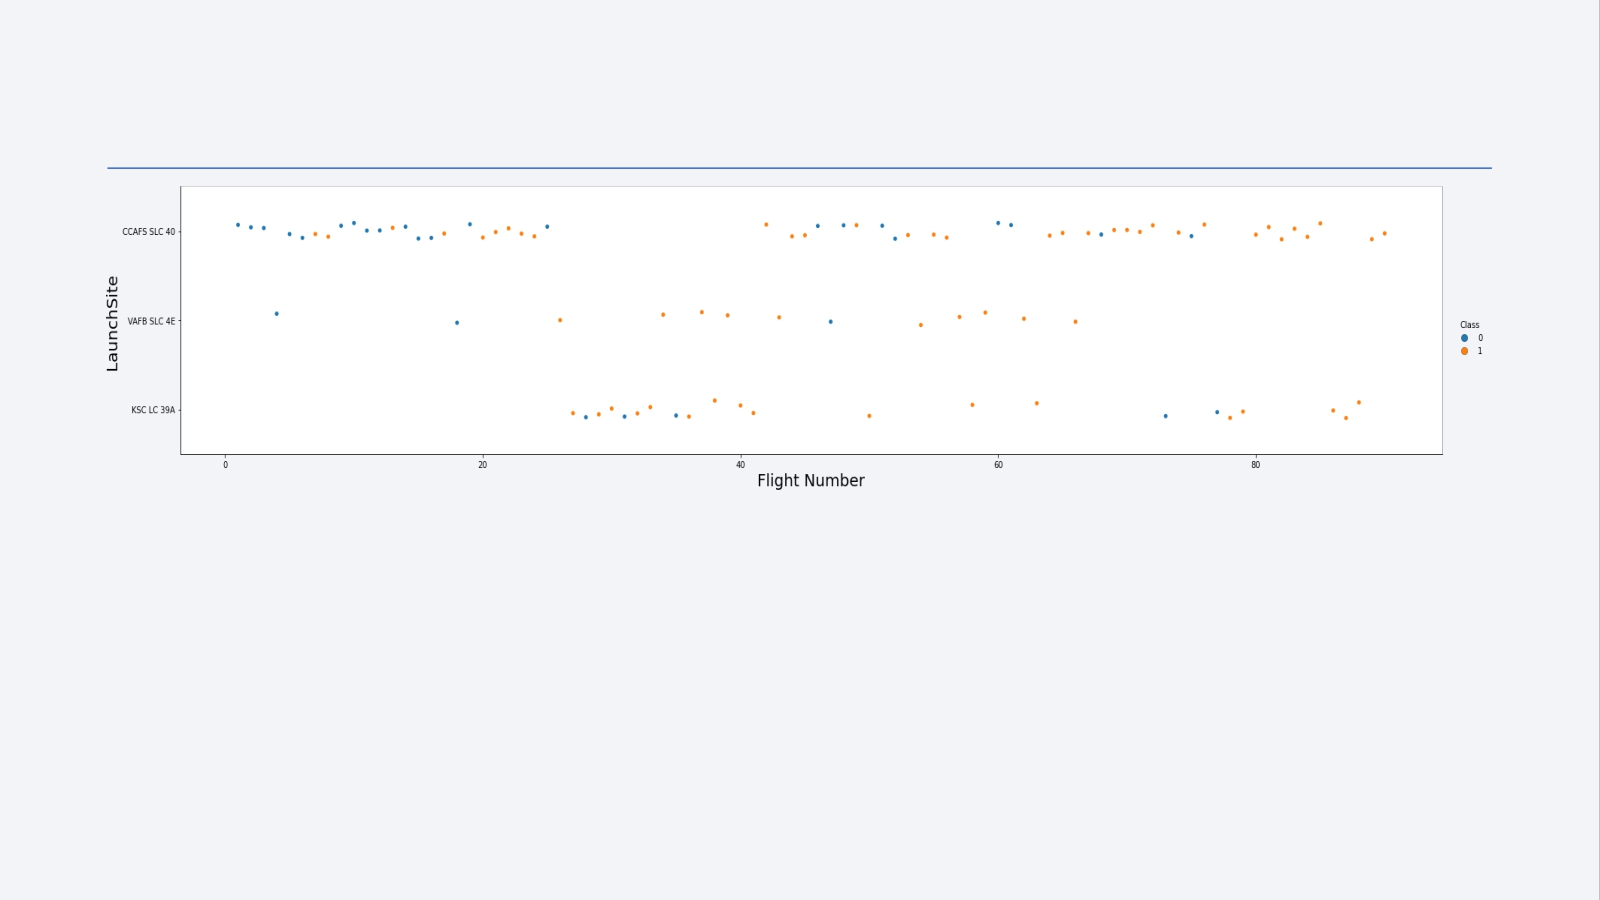 CCAFS SLC 40
VAFB SLC 4E
KSC LC 39A
LaunchSite
0 20 40 60 80
Flight Number
Class
0
1